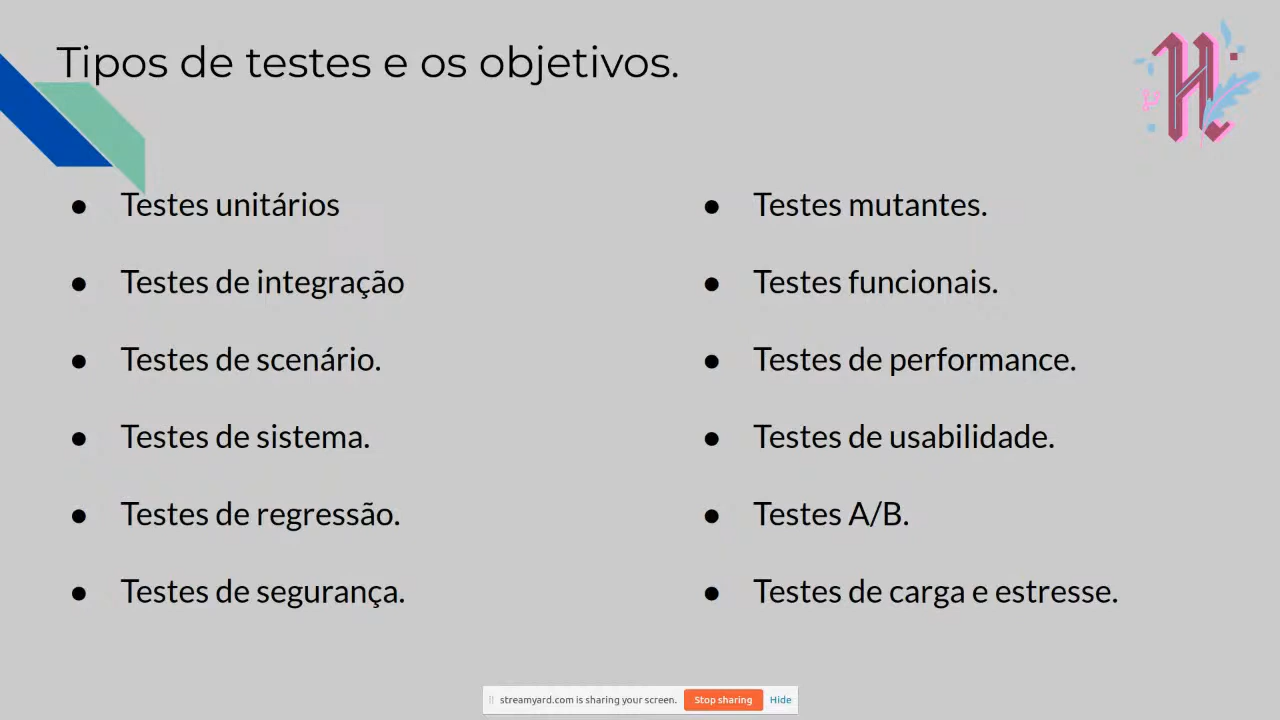 Tipos de testes e os objetivos.
Testes unitários
Testes de integração
Testes de scenário.
Testes de sistema.
Testes de regressão.
Testes de segurança.
Testes mutantes.
Testes funcionais.
Testes de performance.
Testes de usabilidade.
Testes A/B.
Testes de carga e estresse.
streamyard.com is sharing your screen. Stop sharing Hide